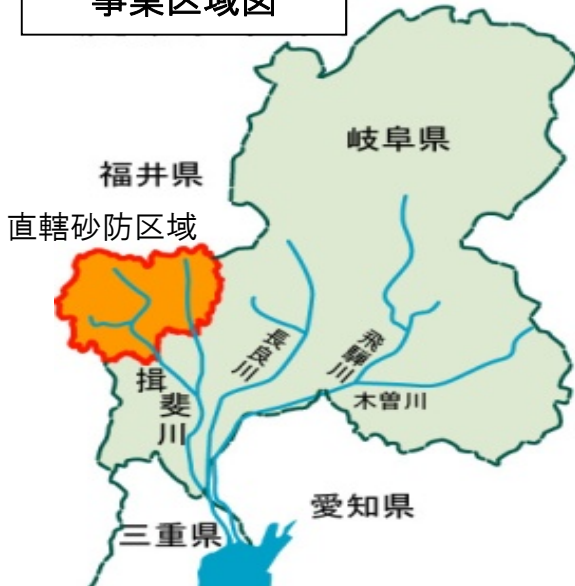 事業区域図
岐阜県
福井県
直轄砂防区域
長良川
飛騨川
揖斐川
木曽川
愛知県
三重県